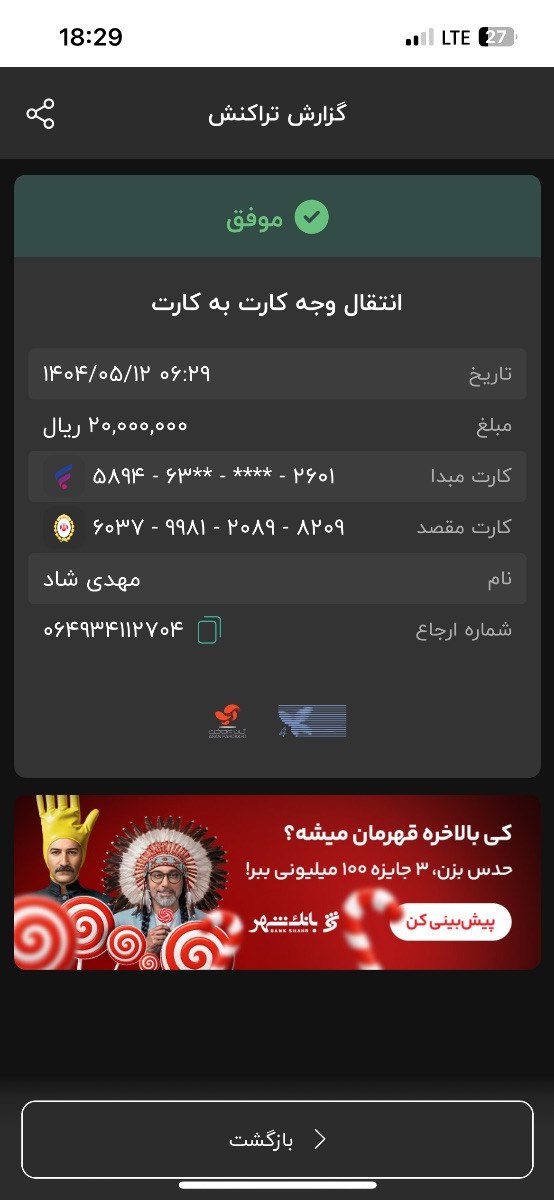 18:29 LTE 27
گزارش تراکنش
موفق
انتقال وجه کارت به کارت
تاریخ ۱۴۰۴/۰۵/۱۲ ۰۶:۲۹
مبلغ ۲۰,۰۰۰,۰۰۰ ریال
کارت مبدا ۵۸۹۴ - ۶۳** - **** - ۲۶۰۱
کارت مقصد ۶۰۳۷ - ۹۹۸۱ - ۲۰۸۹ - ۸۲۰۹
نام مهدی شاد
شماره ارجاع ۰۶۴۹۳۴۱۱۲۷۰۴
کی بالاخره قهرمان میشه؟
حدس بزن، ۳ جایزه ۱۰۰ میلیونی ببر!
پیش‌بینی کن
بانک شهر
BANK SHAHR
بازگشت